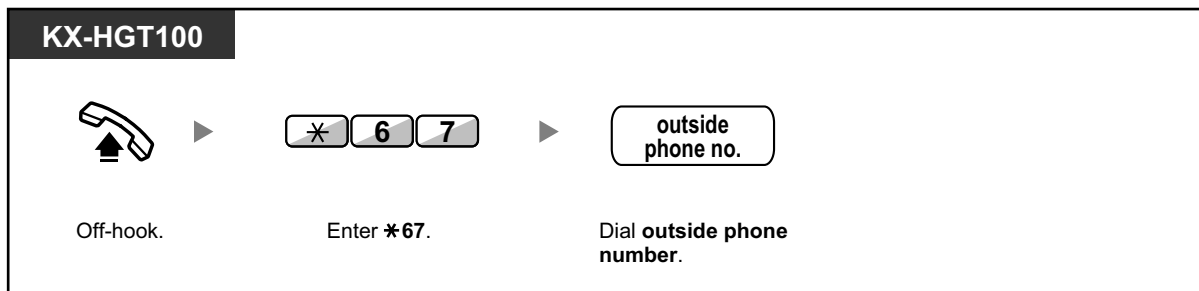 KX-HGT100
✳ 6 7
outside
phone no.
Off-hook.
Enter ✳67.
Dial outside phone
number.